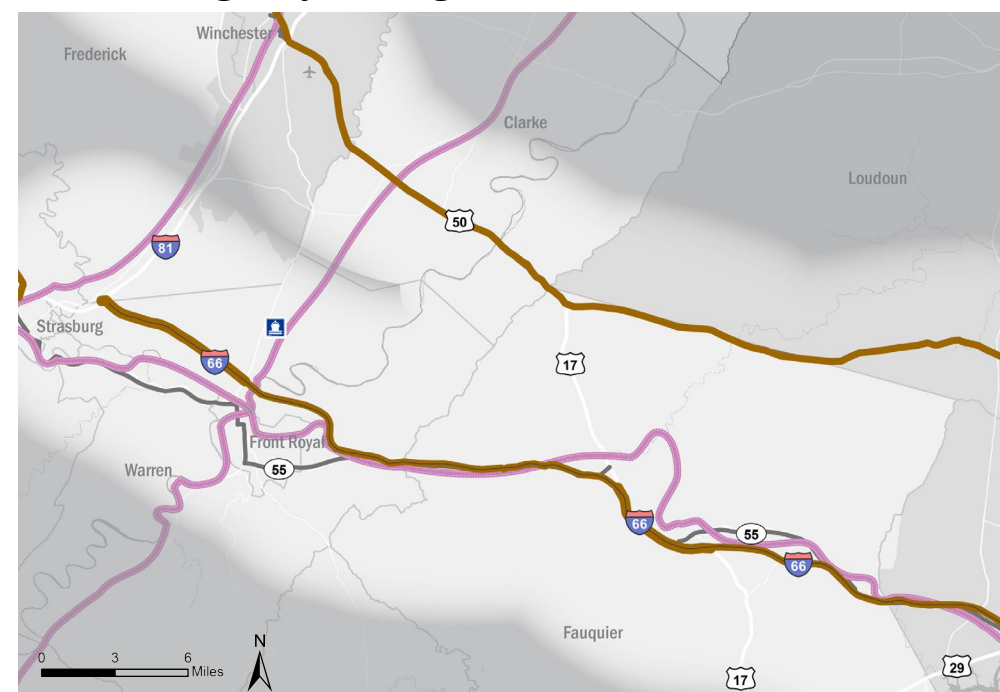 Winchester
Frederick
Clarke
Loudoun
50
81
Strasburg
66
17
Front Royal
55
Warren
66
55
66
Fauquier
N
0 3 6
Miles
29
17